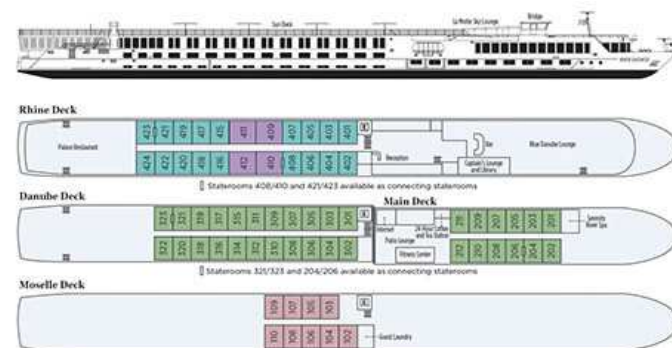 Sun Deck
La Motte Sky Lounge
Bridge
Rhine Deck
423 421 419 417 415 411 409 407 405 403 401
Palace Restaurant
Bar
Blue Danube Lounge
Reception
Captain's Lounge
and Library
424 422 420 418 416 412 410 408 406 404 402
Staterooms 408/410 and 421/423 available as connecting staterooms
Danube Deck
Main Deck
323 321 319 317 315 311 309 307 305 303 301
Internet
24 Hour Coffee
and Tea Station
211 209 207 205 203 201
Serenity
River Spa
Patio Lounge
Fitness Center
322 320 318 316 314 312 310 308 306 304 302
212 210 208 206 204 202
Staterooms 321/323 and 204/206 available as connecting staterooms
Moselle Deck
109 107 105 103
110 108 106 104 102
Guest Laundry